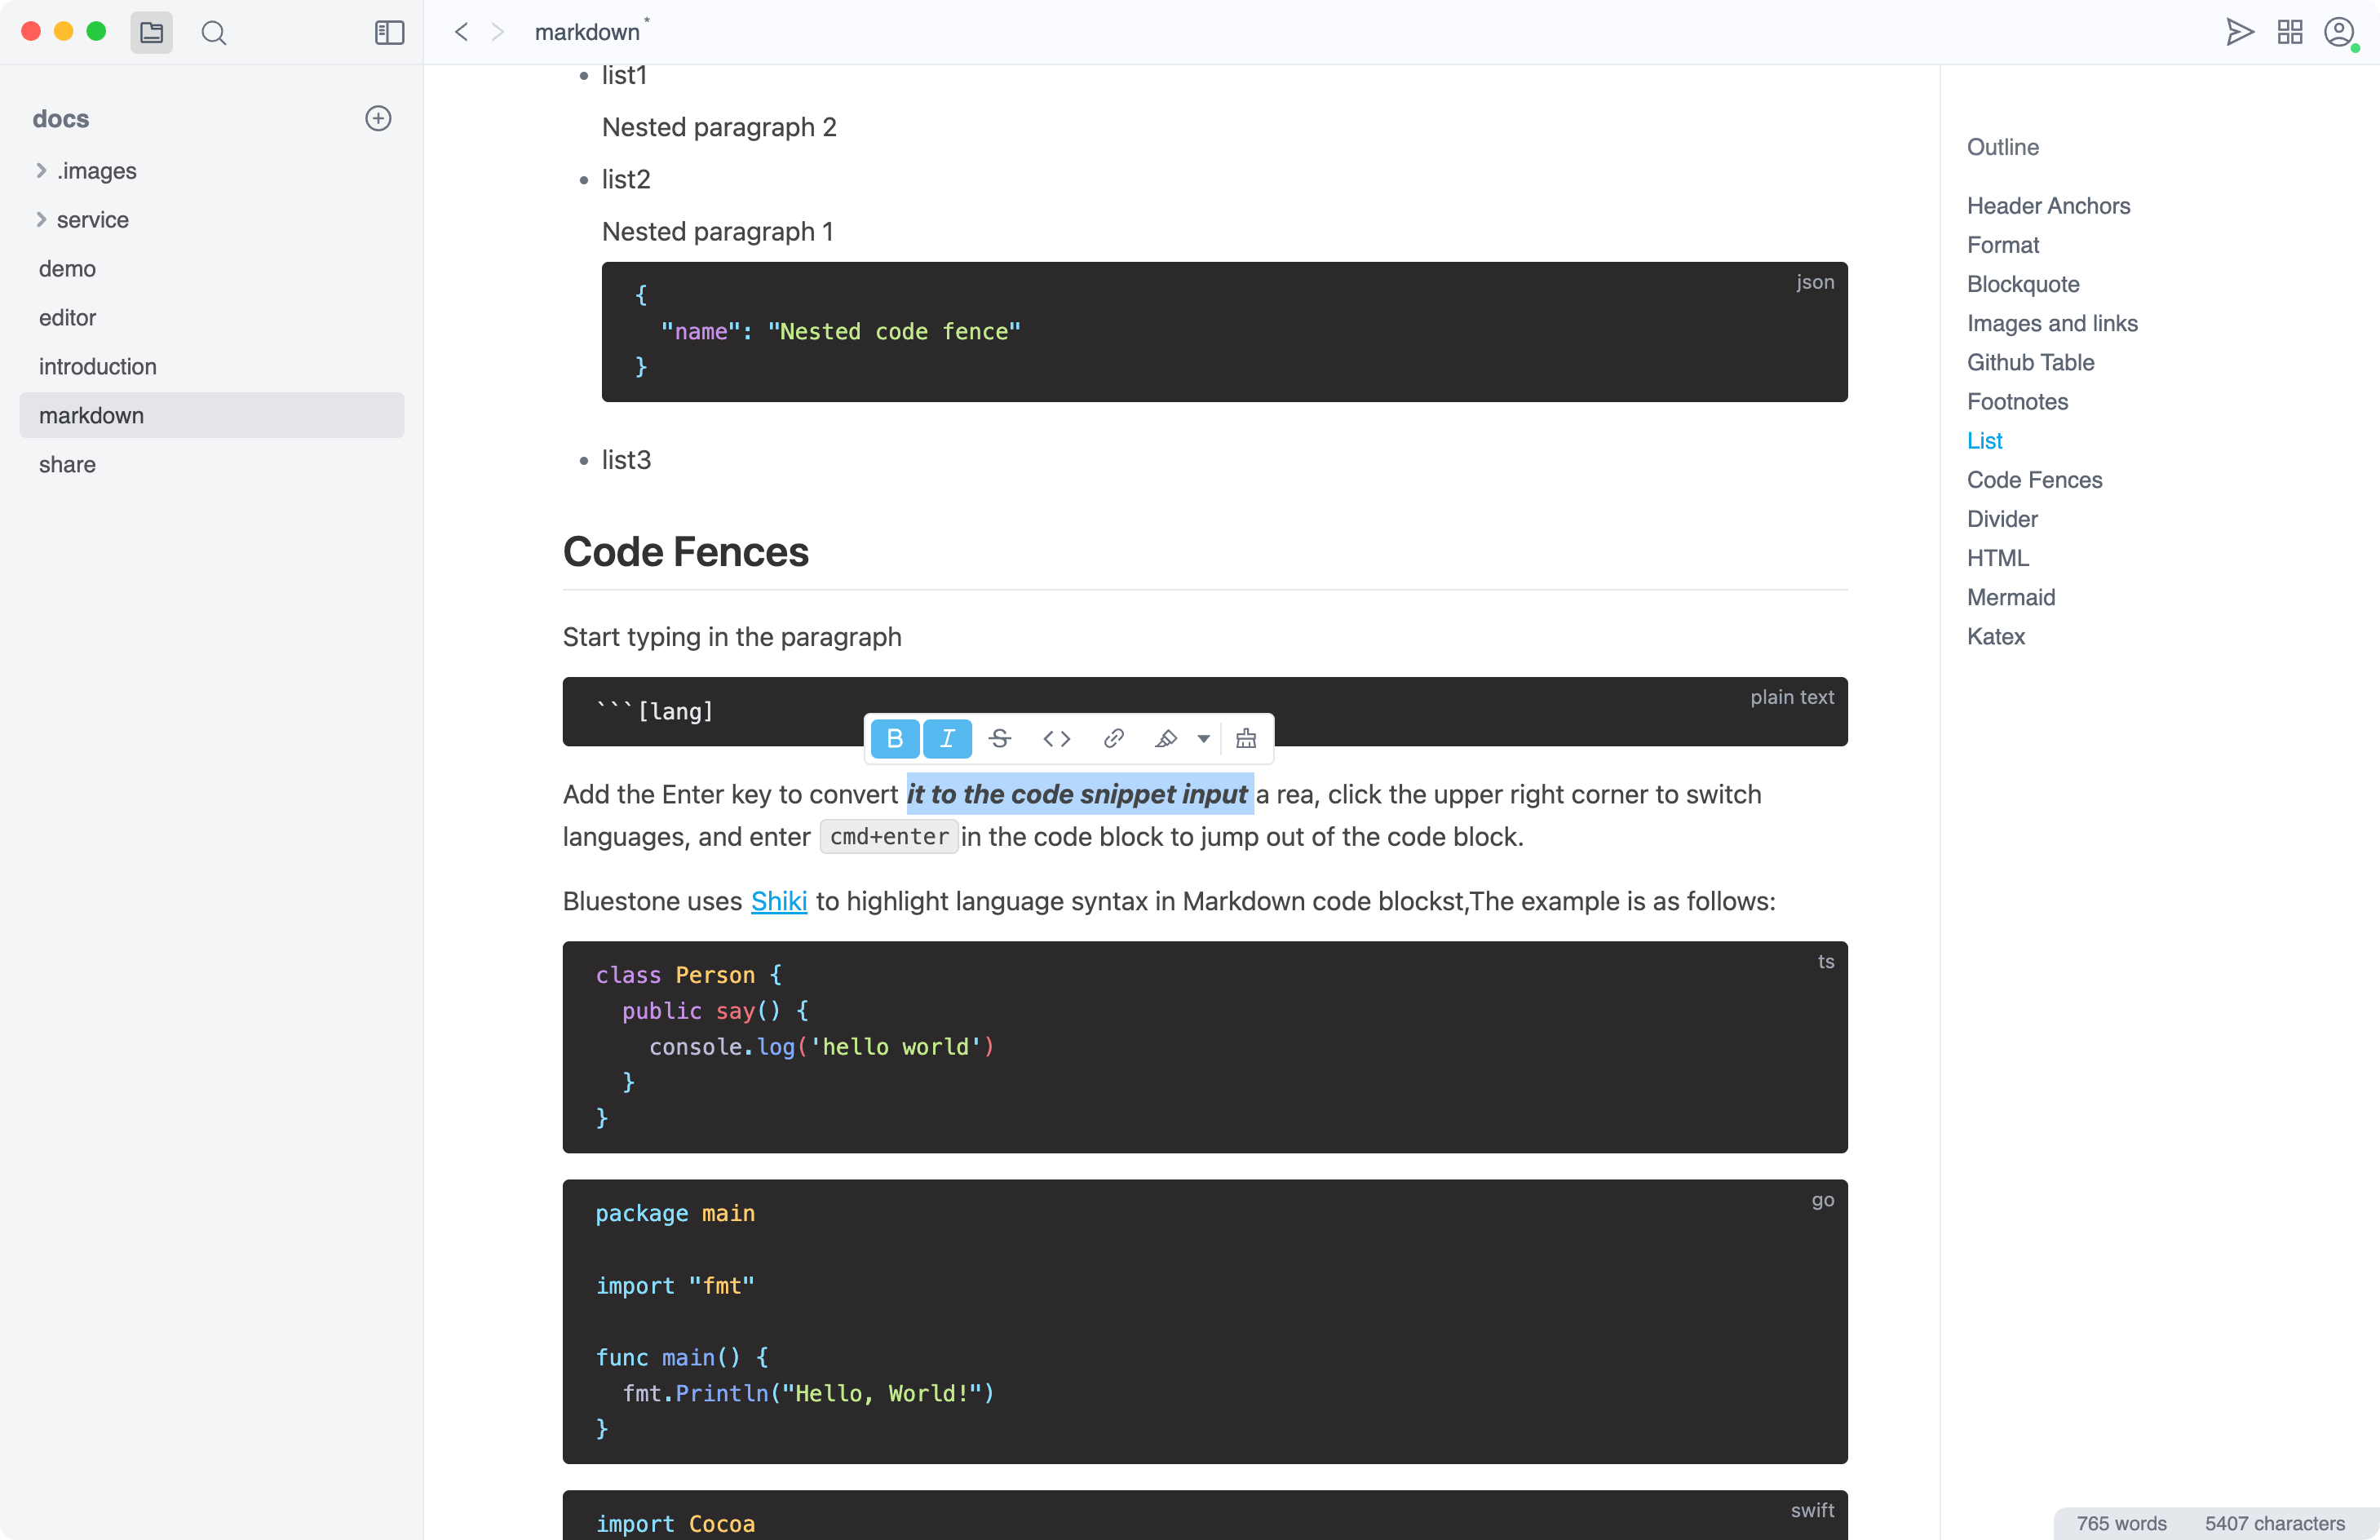 markdown *
docs
.images
service
demo
editor
introduction
markdown
share
list1
Nested paragraph 2
list2
Nested paragraph 1
json
{
"name": "Nested code fence"
}
list3
Code Fences
Start typing in the paragraph
plain text
```[lang]
B I S
Add the Enter key to convert it to the code snippet input a rea, click the upper right corner to switch
languages, and enter cmd+enter in the code block to jump out of the code block.
Bluestone uses Shiki to highlight language syntax in Markdown code blockst,The example is as follows:
ts
class Person {
public say() {
console.log('hello world')
}
}
go
package main
import "fmt"
func main() {
fmt.Println("Hello, World!")
}
swift
import Cocoa
Outline
Header Anchors
Format
Blockquote
Images and links
Github Table
Footnotes
List
Code Fences
Divider
HTML
Mermaid
Katex
765 words 5407 characters